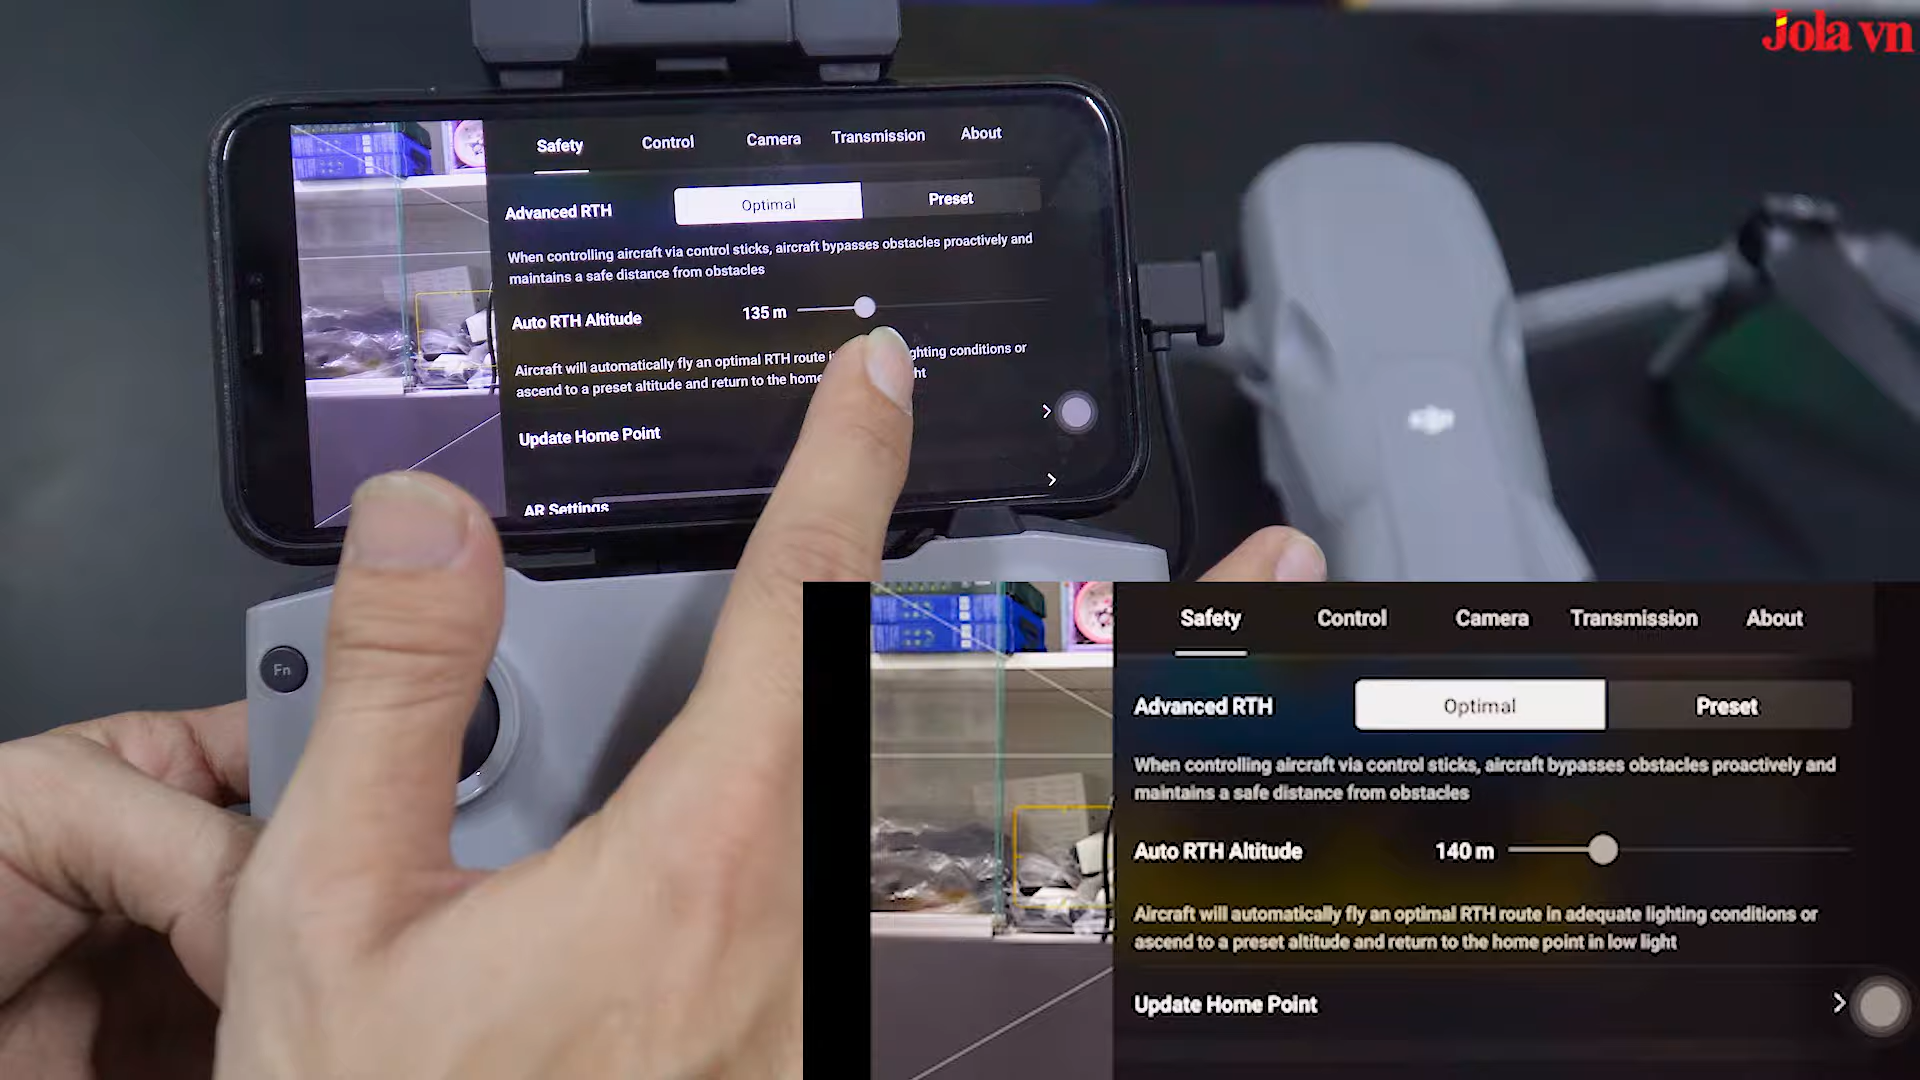 Jola vn
Safety Control Camera Transmission About
Advanced RTH Optimal Preset
When controlling aircraft via control sticks, aircraft bypasses obstacles proactively and
maintains a safe distance from obstacles
Auto RTH Altitude 135 m
Aircraft will automatically fly an optimal RTH route lighting conditions or
ascend to a preset altitude and return to the home
Update Home Point
AR Settings
Fn
dji
Safety Control Camera Transmission About
Advanced RTH Optimal Preset
When controlling aircraft via control sticks, aircraft bypasses obstacles proactively and
maintains a safe distance from obstacles
Auto RTH Altitude 140 m
Aircraft will automatically fly an optimal RTH route in adequate lighting conditions or
ascend to a preset altitude and return to the home point in low light
Update Home Point